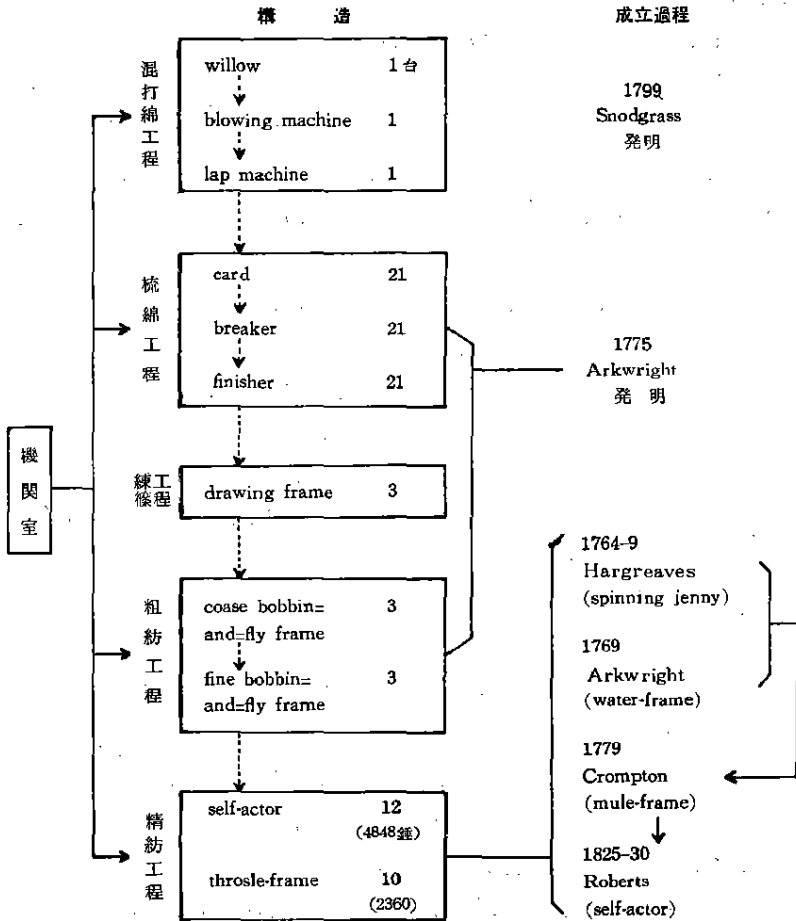 構造
成立過程
混打綿工程
willow 1台
blowing machine 1
lap machine 1
1799
Snodgrass
発明
梳綿工程
card 21
breaker 21
finisher 21
1775
Arkwright
発明
機関室
練篠工程
drawing frame 3
粗紡工程
coase bobbin= 3
and=fly frame
fine bobbin= 3
and=fly frame
1764-9
Hargreaves
(spinning jenny)
1769
Arkwright
(water-frame)
1779
Crompton
(mule-frame)
精紡工程
self-actor 12
(4848錘)
throsle-frame 10
(2360)
1825-30
Roberts
(self-actor)